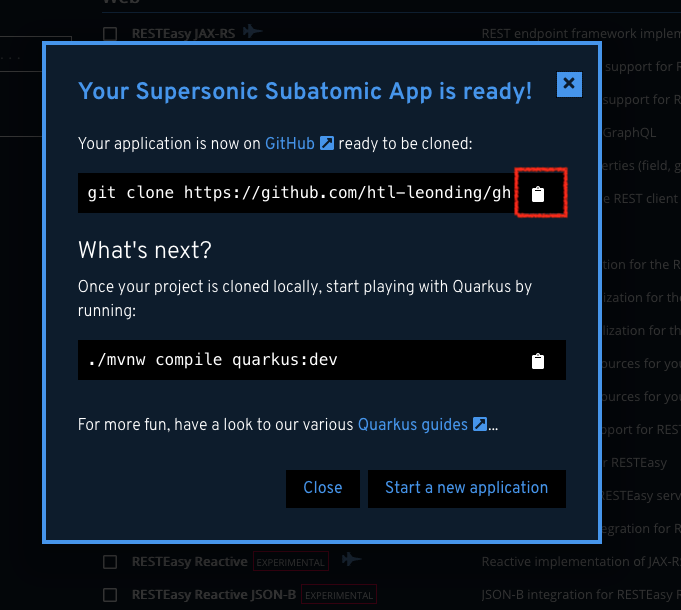 Web
RESTEasy JAX-RS
REST endpoint framework implem
support for R
support for R
GraphQL
erties (field, g
e REST client
tion for the R
lization for the
lization for th
ources for you
ources for you
pport for REST
r RESTEasy
RESTEasy serv
egration for R
Your Supersonic Subatomic App is ready!
Your application is now on GitHub ready to be cloned:
git clone https://github.com/htl-leonding/gh
What's next?
Once your project is cloned locally, start playing with Quarkus by
running:
./mvnw compile quarkus:dev
For more fun, have a look to our various Quarkus guides ...
Close
Start a new application
RESTEasy Reactive EXPERIMENTAL
Reactive implementation of JAX-RS
RESTEasy Reactive JSON-B EXPERIMENTAL
JSON-B integration for RESTEasy R